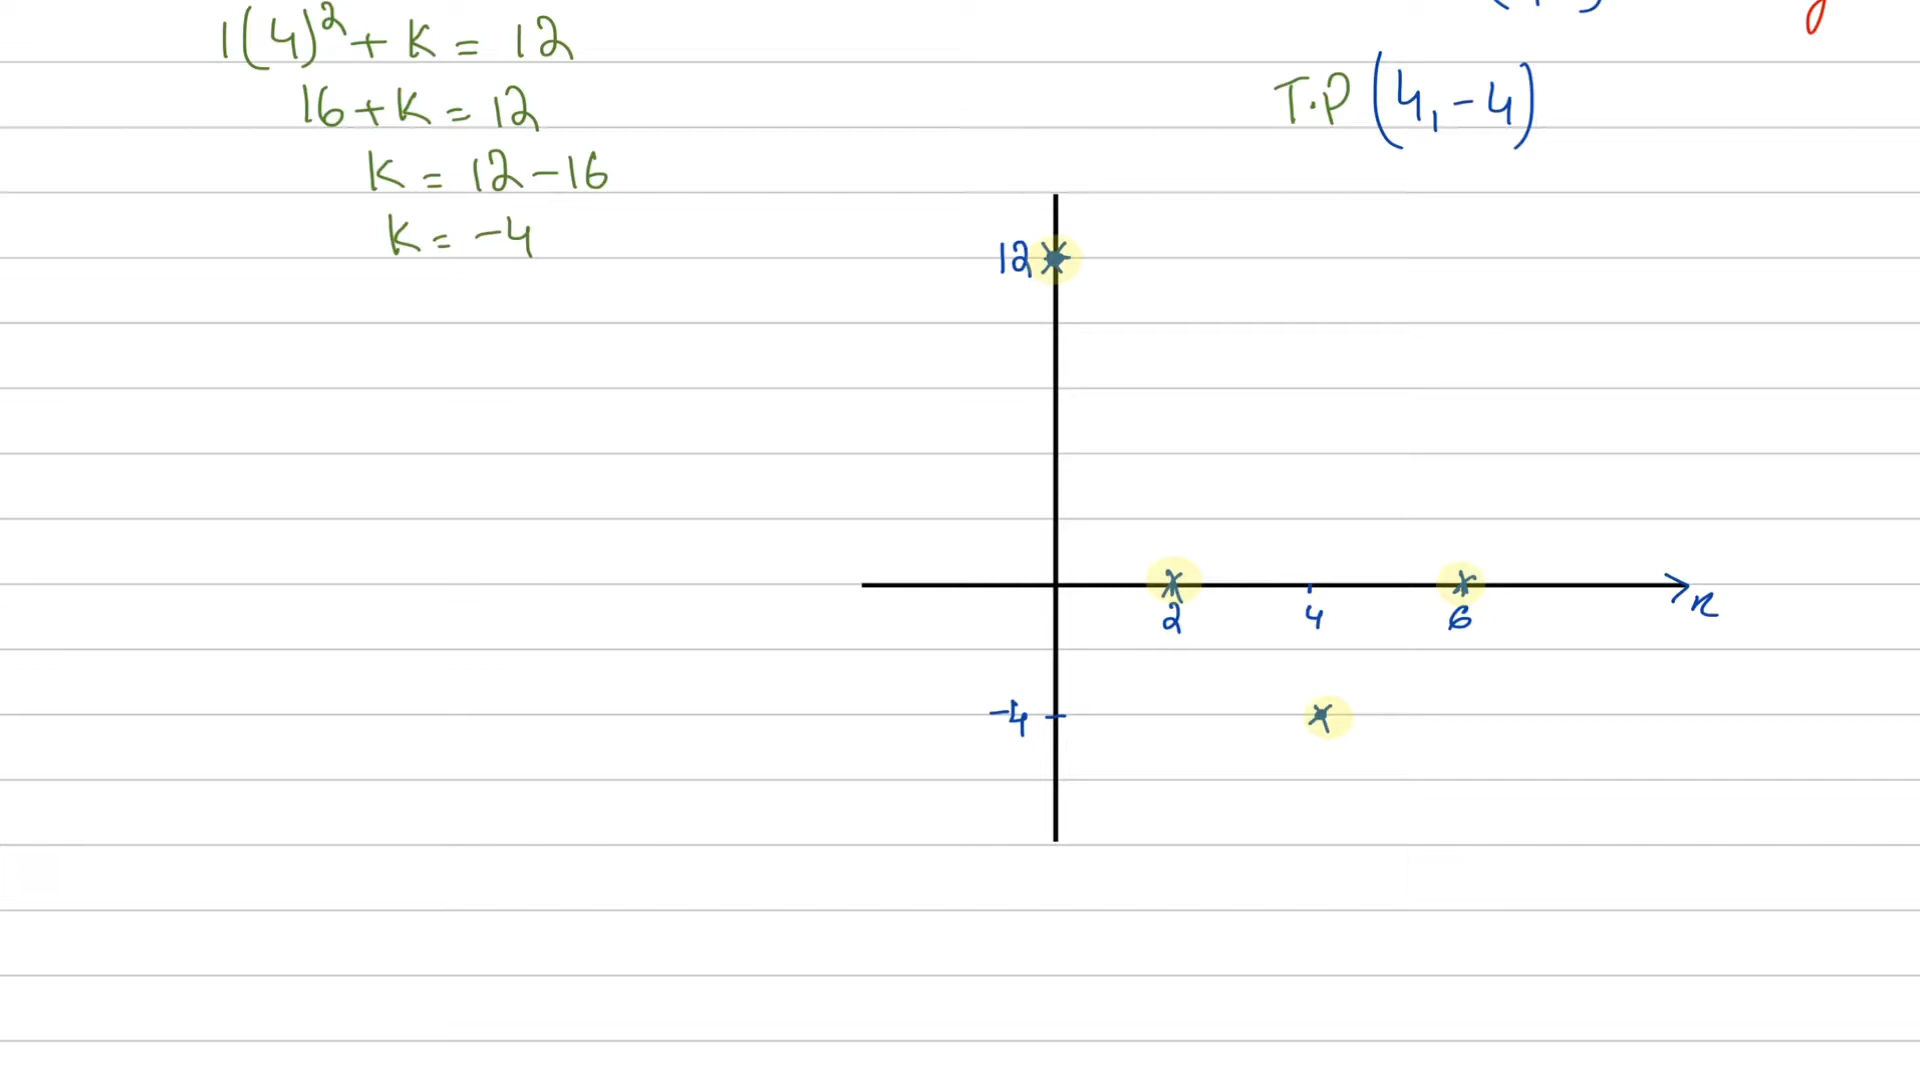 1(4)² + K = 12
16 + K = 12
K = 12 - 16
K = -4
T.P (4, -4)
12
2
4
6
x
-4